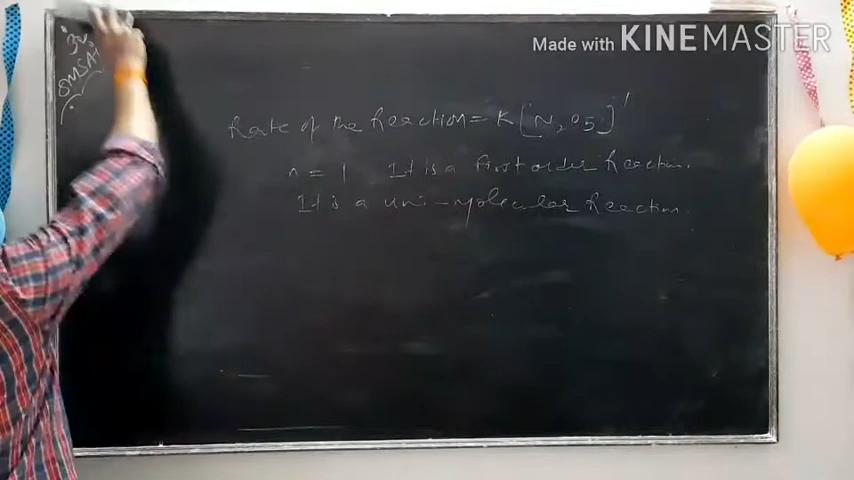 Made with KINEMASTER
Rate of the Reaction = K [N₂O5]¹
n = 1 It is a first order Reaction.
It is a uni-molecular Reaction.